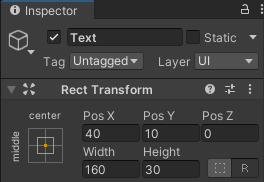 Inspector
Text
Static
Tag Untagged Layer UI
Rect Transform
center
middle
Pos X Pos Y Pos Z
40 10 0
Width Height
160 30 R